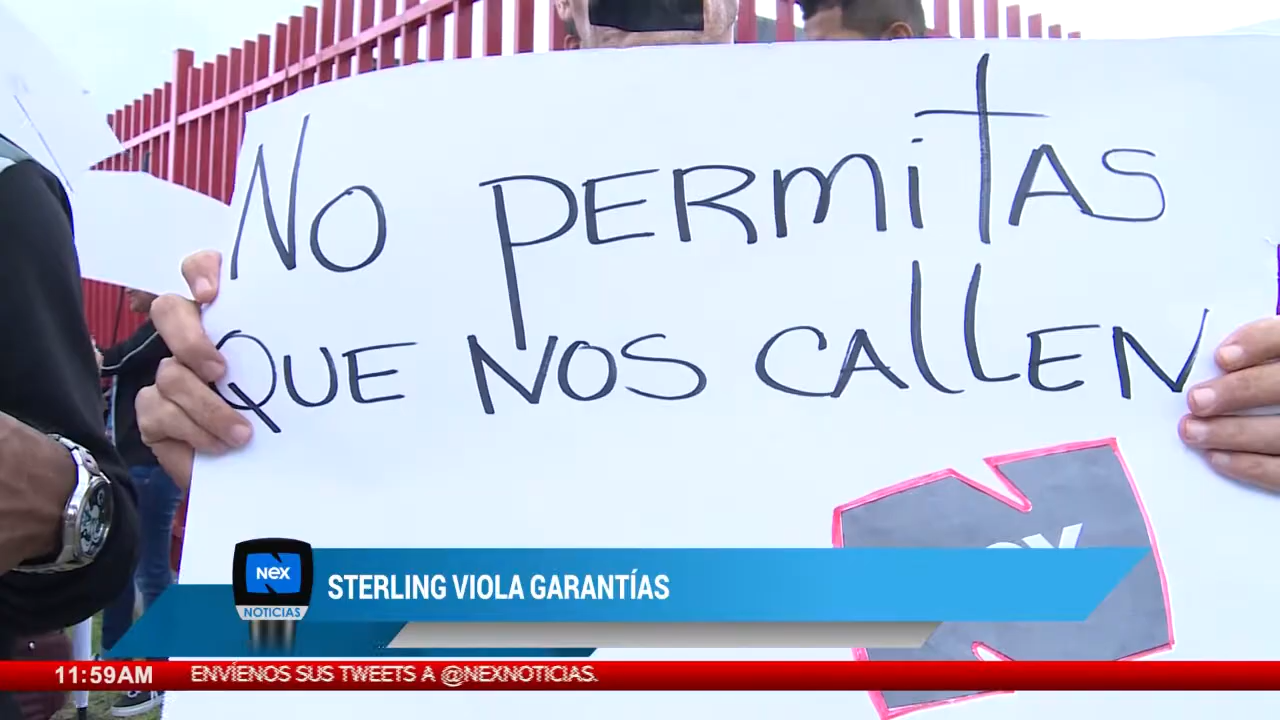 NO PERMITAS
QUE NOS CALLEN
NEX
NOTICIAS
STERLING VIOLA GARANTÍAS
11:59AM
ENVÍENOS SUS TWEETS A @NEXNOTICIAS.